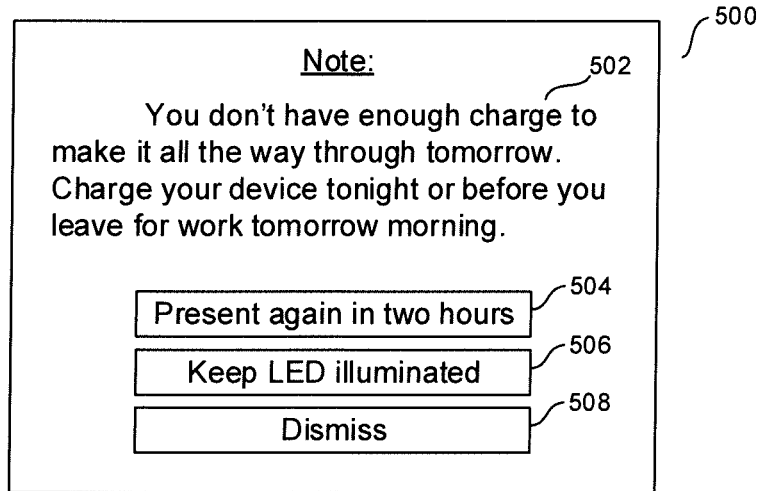 500
Note:
502
You don't have enough charge to
make it all the way through tomorrow.
Charge your device tonight or before you
leave for work tomorrow morning.
504
Present again in two hours
506
Keep LED illuminated
508
Dismiss